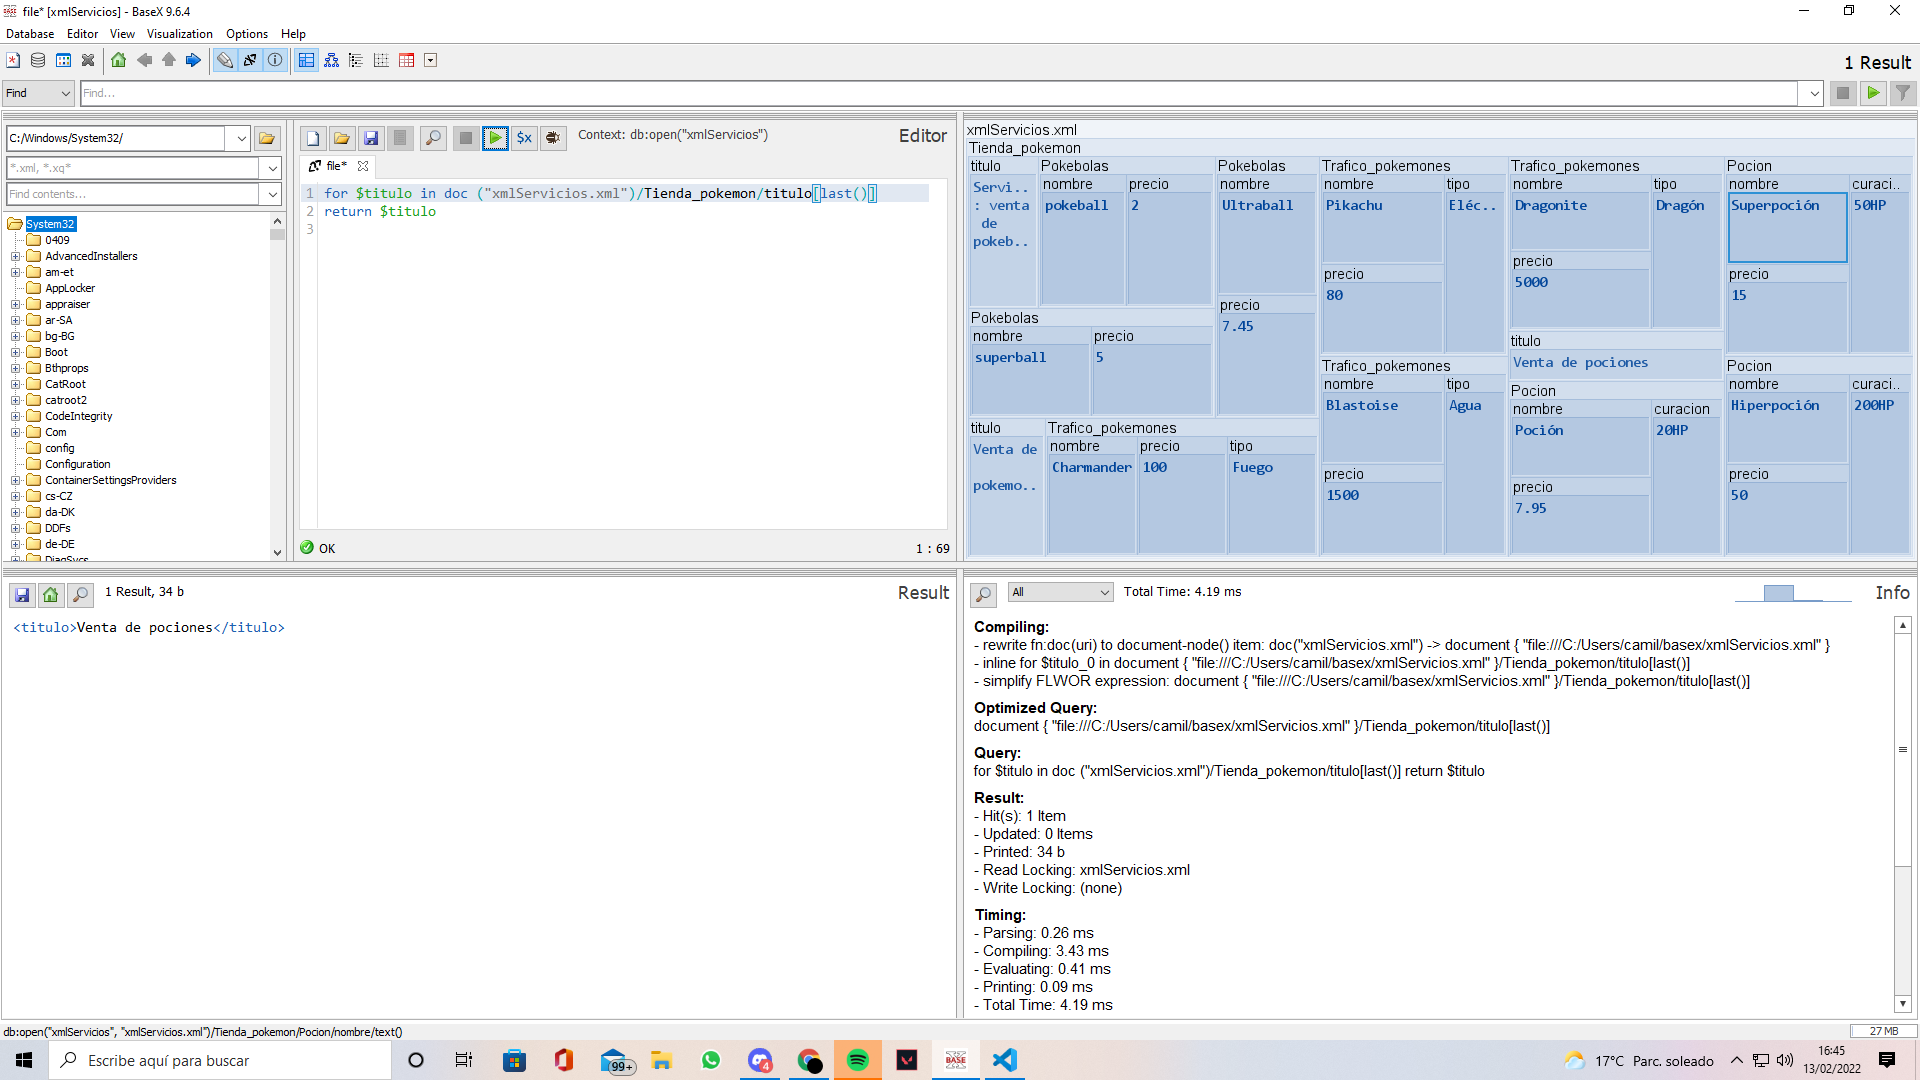 file* [xmlServicios] - BaseX 9.6.4
Database Editor View Visualization Options Help
1 Result
Find Find...
C:/Windows/System32/
*.xml, *.xq*
Find contents...
System32
0409
AdvancedInstallers
am-et
AppLocker
appraiser
ar-SA
bg-BG
Boot
Bthprops
CatRoot
catroot2
CodeIntegrity
Com
config
Configuration
ContainerSettingsProviders
cs-CZ
da-DK
DDFs
de-DE
DiagSvcs
$x Context: db:open("xmlServicios") Editor
file*
1 for $titulo in doc ("xmlServicios.xml")/Tienda_pokemon/titulo[last()]
2 return $titulo
3
OK 1 : 69
xmlServicios.xml
Tienda_pokemon
titulo
Servi..
: venta
de
pokeb..
Pokebolas
nombre precio
pokeball 2
Pokebolas
nombre precio
superball 5
Pokebolas
nombre
Ultraball
precio
7.45
titulo
Venta de
pokemo..
Trafico_pokemones
nombre precio tipo
Charmander 100 Fuego
Trafico_pokemones
nombre tipo
Pikachu Eléc..
precio
80
Trafico_pokemones
nombre tipo
Blastoise Agua
precio
1500
Trafico_pokemones
nombre tipo
Dragonite Dragón
precio
5000
titulo
Venta de pociones
Pocion
nombre curacion
Poción 20HP
precio
7.95
Pocion
nombre curaci..
Superpoción 50HP
precio
15
Pocion
nombre curaci..
Hiperpoción 200HP
precio
50
1 Result, 34 b Result
<titulo>Venta de pociones</titulo>
All Total Time: 4.19 ms Info
Compiling:
- rewrite fn:doc(uri) to document-node() item: doc("xmlServicios.xml") -> document { "file:///C:/Users/camil/basex/xmlServicios.xml" }
- inline for $titulo_0 in document { "file:///C:/Users/camil/basex/xmlServicios.xml" }/Tienda_pokemon/titulo[last()]
- simplify FLWOR expression: document { "file:///C:/Users/camil/basex/xmlServicios.xml" }/Tienda_pokemon/titulo[last()]
Optimized Query:
document { "file:///C:/Users/camil/basex/xmlServicios.xml" }/Tienda_pokemon/titulo[last()]
Query:
for $titulo in doc ("xmlServicios.xml")/Tienda_pokemon/titulo[last()] return $titulo
Result:
- Hit(s): 1 Item
- Updated: 0 Items
- Printed: 34 b
- Read Locking: xmlServicios.xml
- Write Locking: (none)
Timing:
- Parsing: 0.26 ms
- Compiling: 3.43 ms
- Evaluating: 0.41 ms
- Printing: 0.09 ms
- Total Time: 4.19 ms
db:open("xmlServicios", "xmlServicios.xml")/Tienda_pokemon/Pocion/nombre/text() 27 MB
Escribe aquí para buscar 99+ 4 BASE 17°C Parc. soleado 16:45
13/02/2022